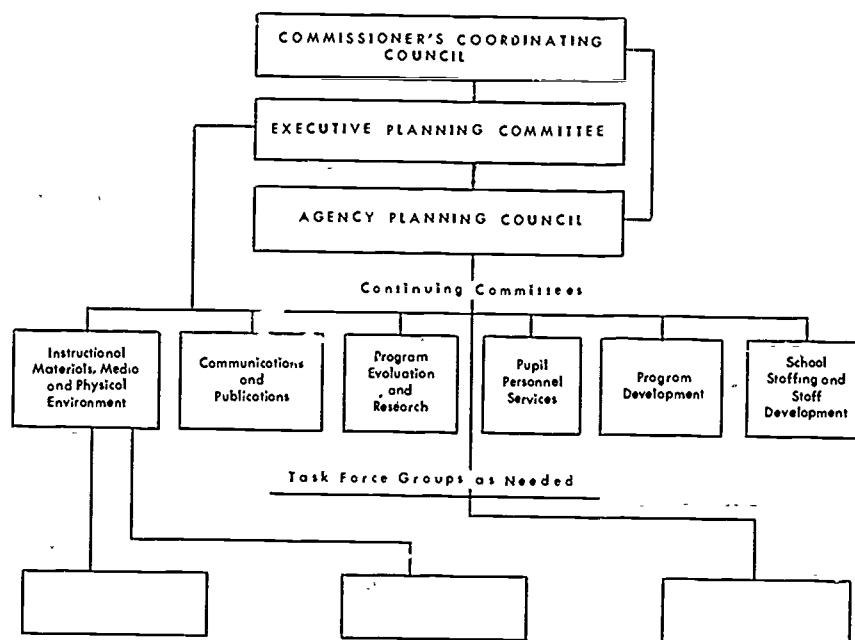 COMMISSIONER'S COORDINATING
COUNCIL
EXECUTIVE PLANNING COMMITTEE
AGENCY PLANNING COUNCIL
Continuing Committees
Instructional
Materials, Media
and Physical
Environment
Communications
and
Publications
Program
Evaluation
and
Research
Pupil
Personnel
Services
Program
Development
School
Staffing and
Staff
Development
Task Force Groups as Needed